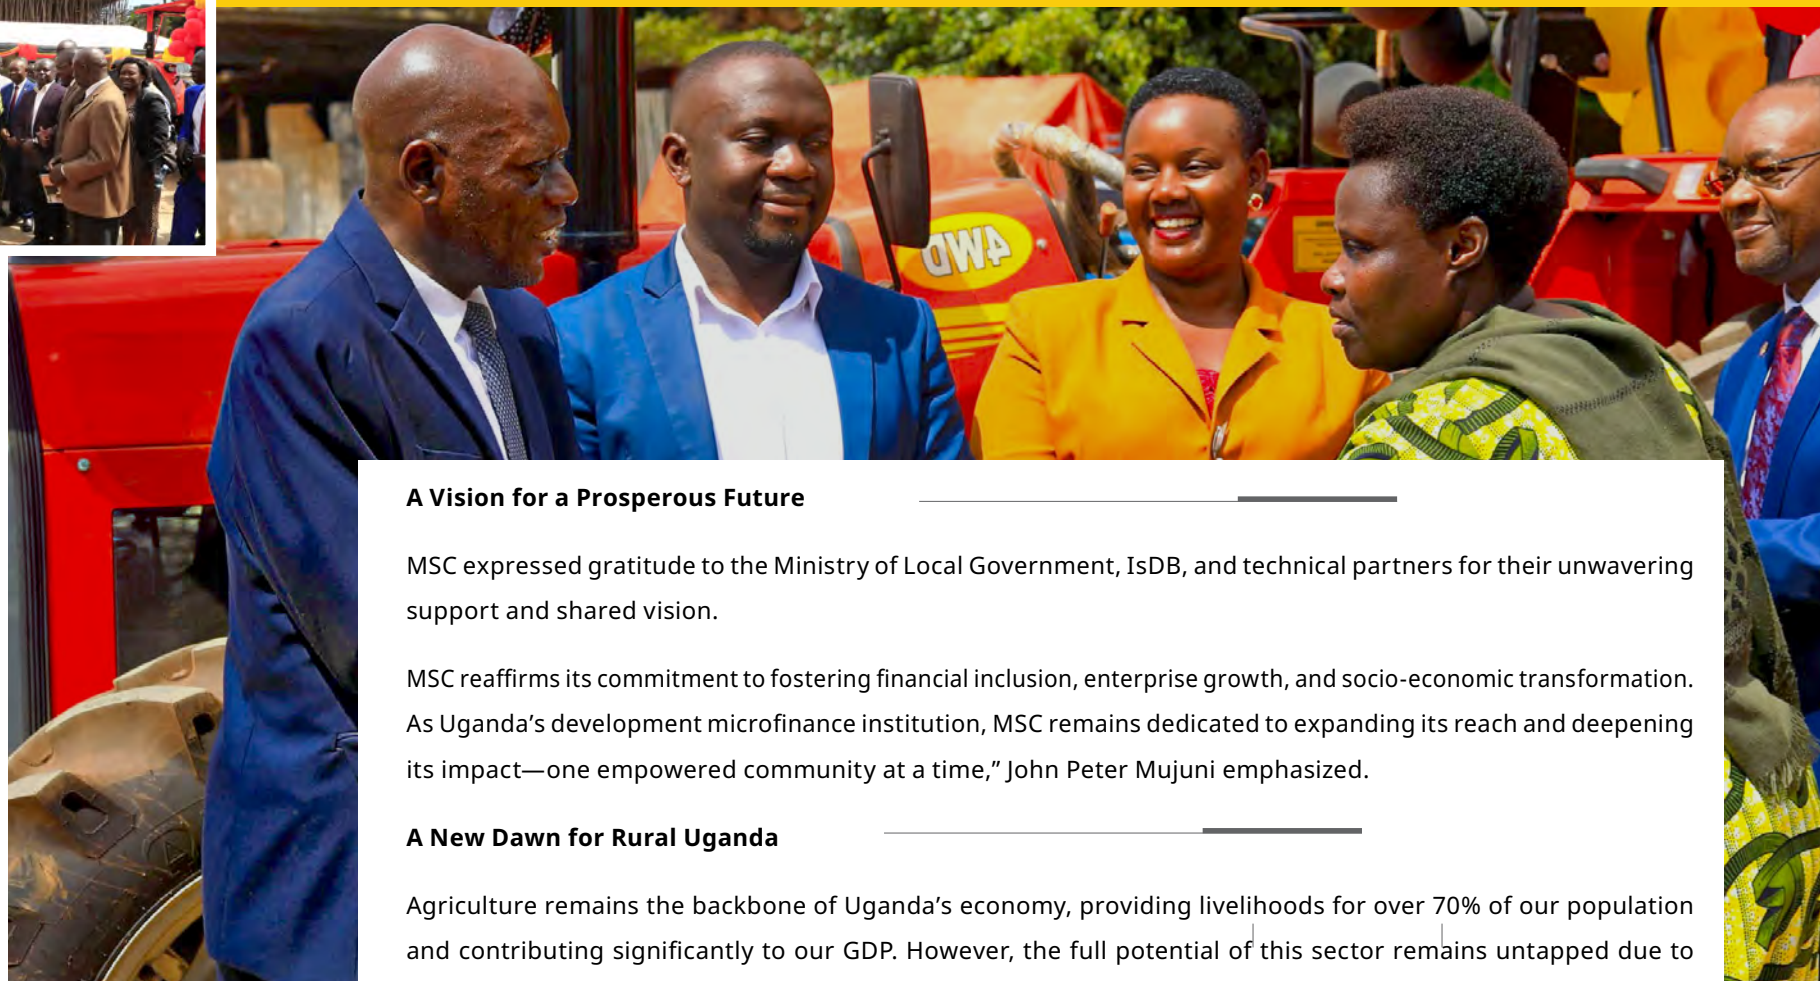 4WD
A Vision for a Prosperous Future
MSC expressed gratitude to the Ministry of Local Government, IsDB, and technical partners for their unwavering
support and shared vision.
MSC reaffirms its commitment to fostering financial inclusion, enterprise growth, and socio-economic transformation.
As Uganda’s development microfinance institution, MSC remains dedicated to expanding its reach and deepening
its impact—one empowered community at a time,” John Peter Mujuni emphasized.
A New Dawn for Rural Uganda
Agriculture remains the backbone of Uganda’s economy, providing livelihoods for over 70% of our population
and contributing significantly to our GDP. However, the full potential of this sector remains untapped due to